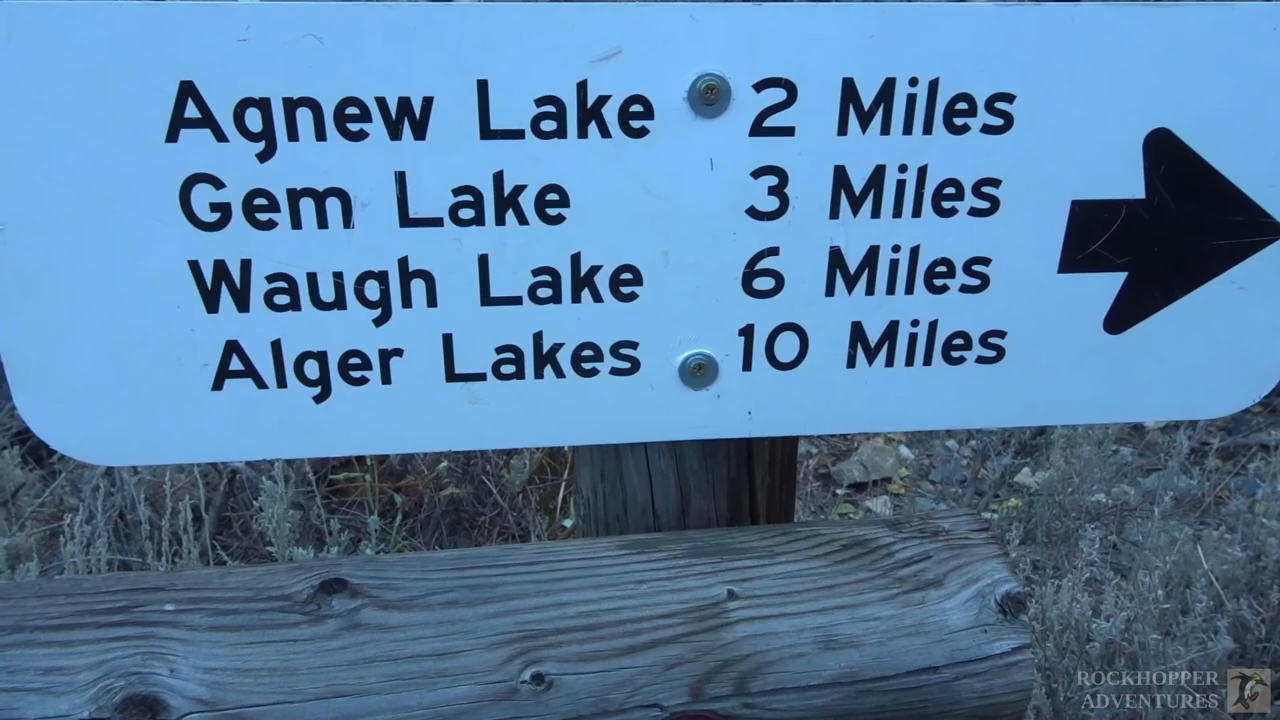 Agnew Lake 2 Miles
Gem Lake 3 Miles
Waugh Lake 6 Miles
Alger Lakes 10 Miles
ROCKHOPPER
ADVENTURES